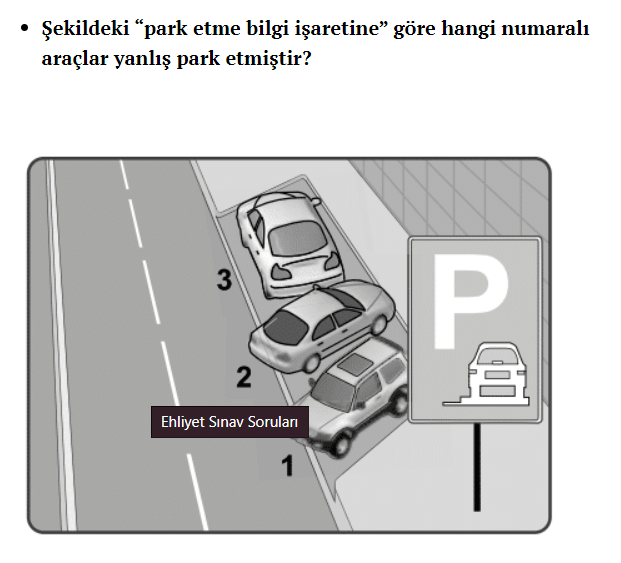 Şekildeki “park etme bilgi işaretine” göre hangi numaralı
araçlar yanlış park etmiştir?
P
3
2
Ehliyet Sınav Soruları
1